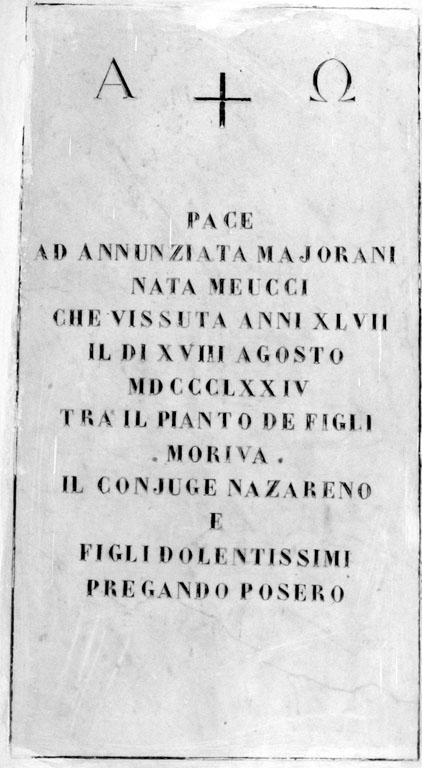 Α Ω
PACE
AD ANNUNZIATA MAJORANI
NATA MEUCCI
CHE VISSUTA ANNI XLVII
IL DI XVIII AGOSTO
MDCCCLXXIV
TRA IL PIANTO DE FIGLI
. MORIVA .
IL CONJUGE NAZARENO
E
FIGLI DOLENTISSIMI
PREGANDO POSERO